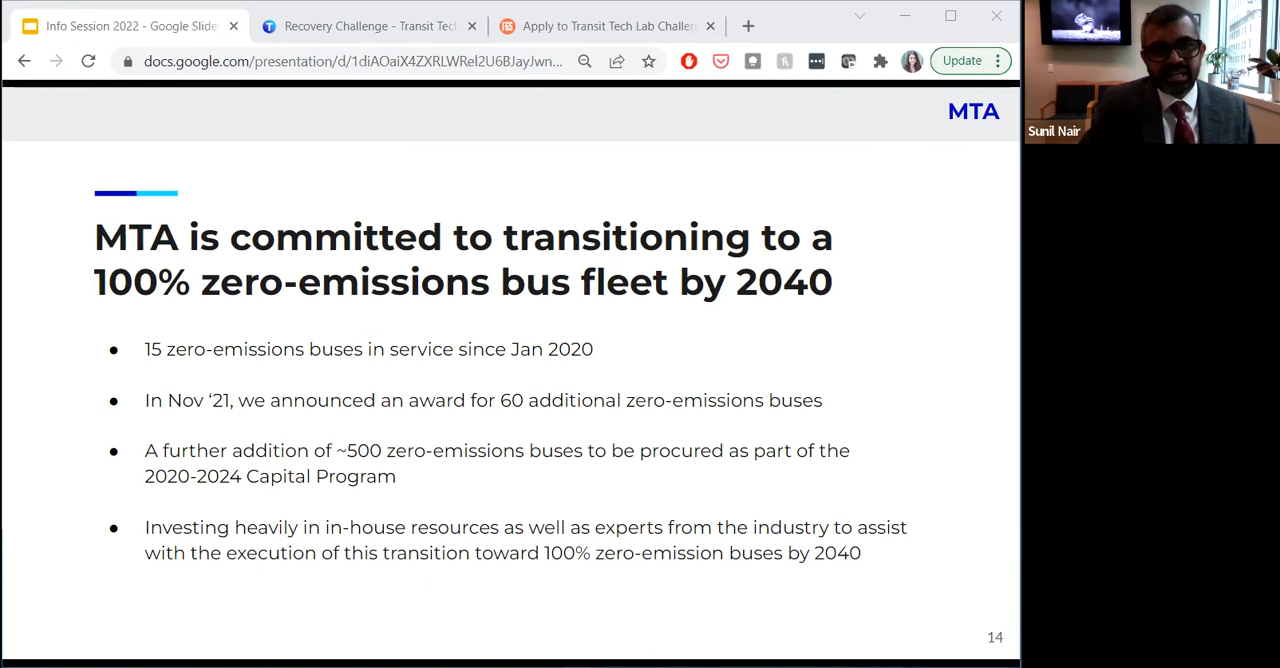 Info Session 2022 - Google Slide
Recovery Challenge - Transit Tech
Apply to Transit Tech Lab Challen
docs.google.com/presentation/d/1diAOaiX4ZXRLWRel2U6BJayJwn...
Update
MTA
Sunil Nair
MTA is committed to transitioning to a
100% zero-emissions bus fleet by 2040
● 15 zero-emissions buses in service since Jan 2020
● In Nov ‘21, we announced an award for 60 additional zero-emissions buses
● A further addition of ~500 zero-emissions buses to be procured as part of the
2020-2024 Capital Program
● Investing heavily in in-house resources as well as experts from the industry to assist
with the execution of this transition toward 100% zero-emission buses by 2040
14